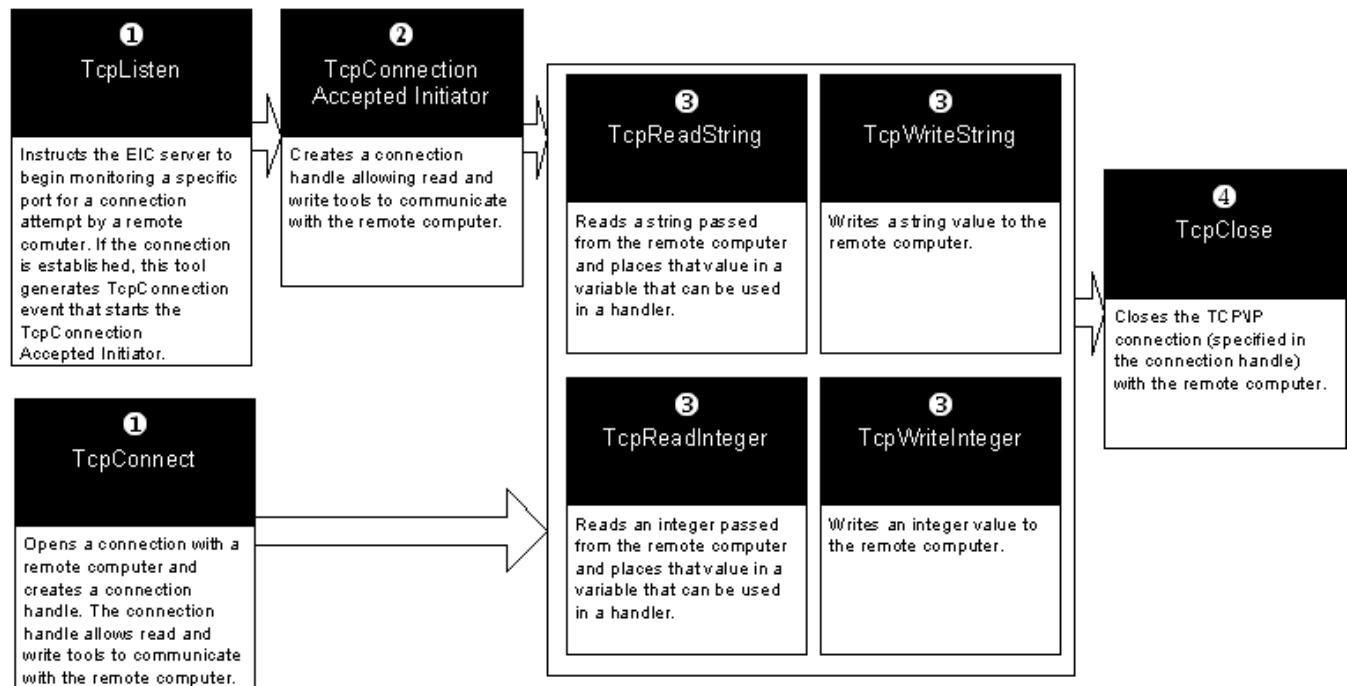 ❶
TcpListen
Instructs the EIC server to
begin monitoring a specific
port for a connection
attempt by a remote
comuter. If the connection
is established, this tool
generates TcpConnection
event that starts the
TcpConnection
Accepted Initiator.
❷
TcpConnection
Accepted Initiator
Creates a connection
handle allowing read and
write tools to communicate
with the remote computer.
❸
TcpReadString
Reads a string passed
from the remote computer
and places that value in a
variable that can be used
in a handler.
❸
TcpWriteString
Writes a string value to the
remote computer.
❹
TcpClose
Closes the TCP\IP
connection (specified in
the connection handle)
with the remote computer.
❶
TcpConnect
Opens a connection with a
remote computer and
creates a connection
handle. The connection
handle allows read and
write tools to communicate
with the remote computer.
❸
TcpReadInteger
Reads an integer passed
from the remote computer
and places that value in a
variable that can be used
in a handler.
❸
TcpWriteInteger
Writes an integer value to
the remote computer.